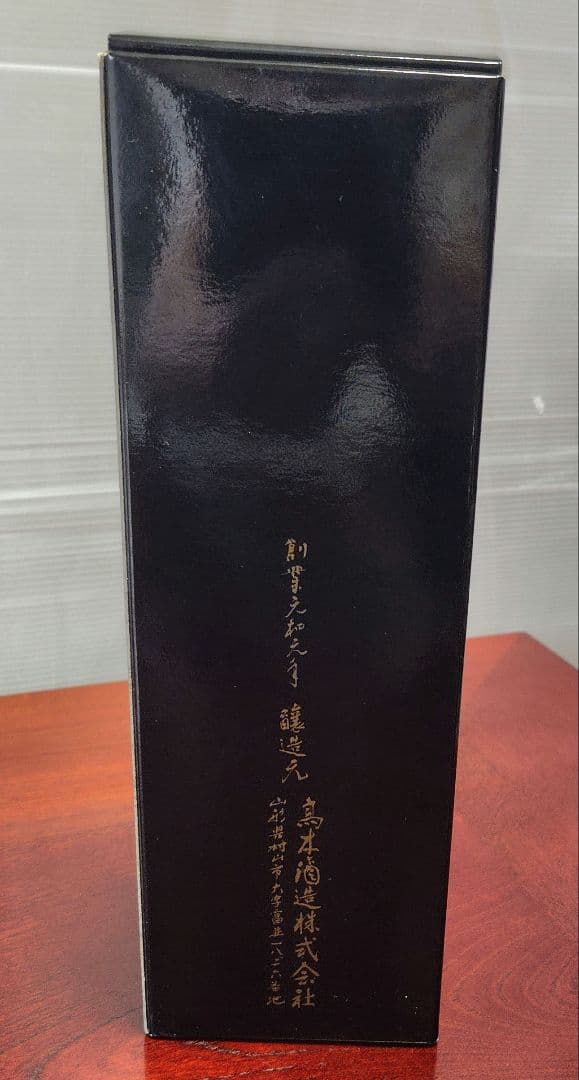 創業元和元年 醸造元
髙木酒造株式会社
山形県村山市大字富並一八二六番地